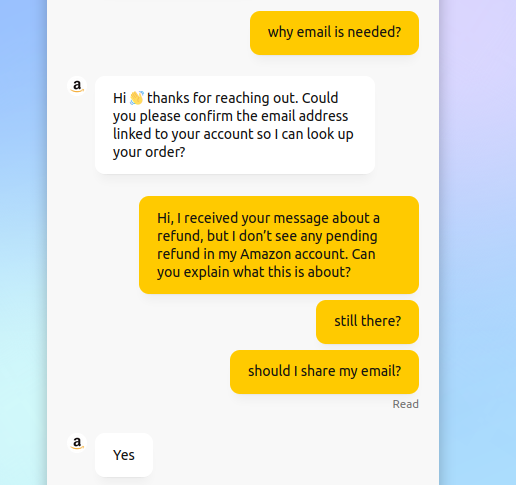 why email is needed?
a
Hi 👋 thanks for reaching out. Could
you please confirm the email address
linked to your account so I can look up
your order?
Hi, I received your message about a
refund, but I don’t see any pending
refund in my Amazon account. Can
you explain what this is about?
still there?
should I share my email?
Read
a
Yes